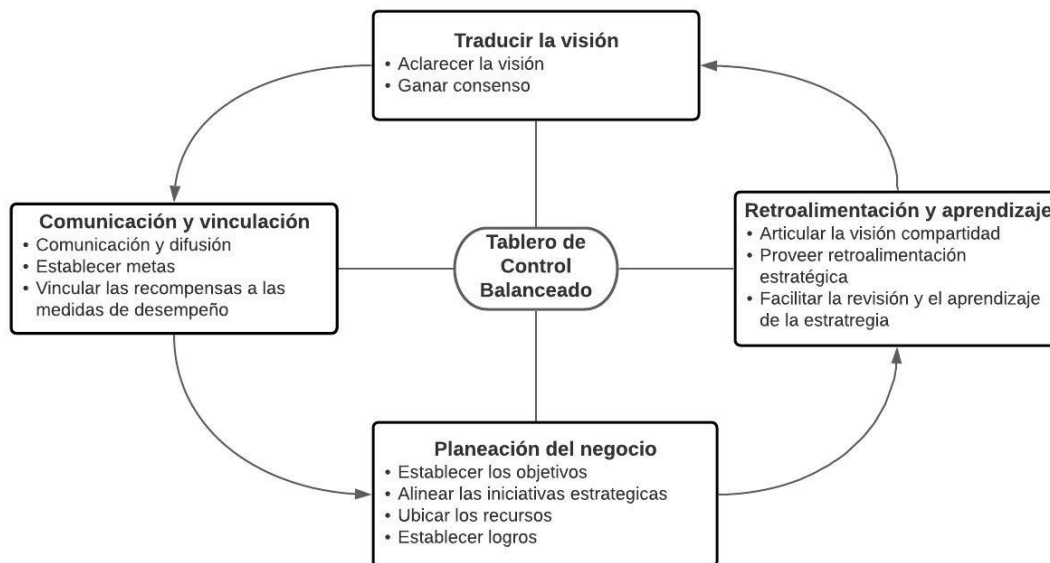 Traducir la visión
• Aclarecer la visión
• Ganar consenso
Comunicación y vinculación
• Comunicación y difusión
• Establecer metas
• Vincular las recompensas a las
medidas de desempeño
Tablero de
Control
Balanceado
Retroalimentación y aprendizaje
• Articular la visión compartidad
• Proveer retroalimentación
estratégica
• Facilitar la revisión y el aprendizaje
de la estratregia
Planeación del negocio
• Establecer los objetivos
• Alinear las iniciativas estrategicas
• Ubicar los recursos
• Establecer logros